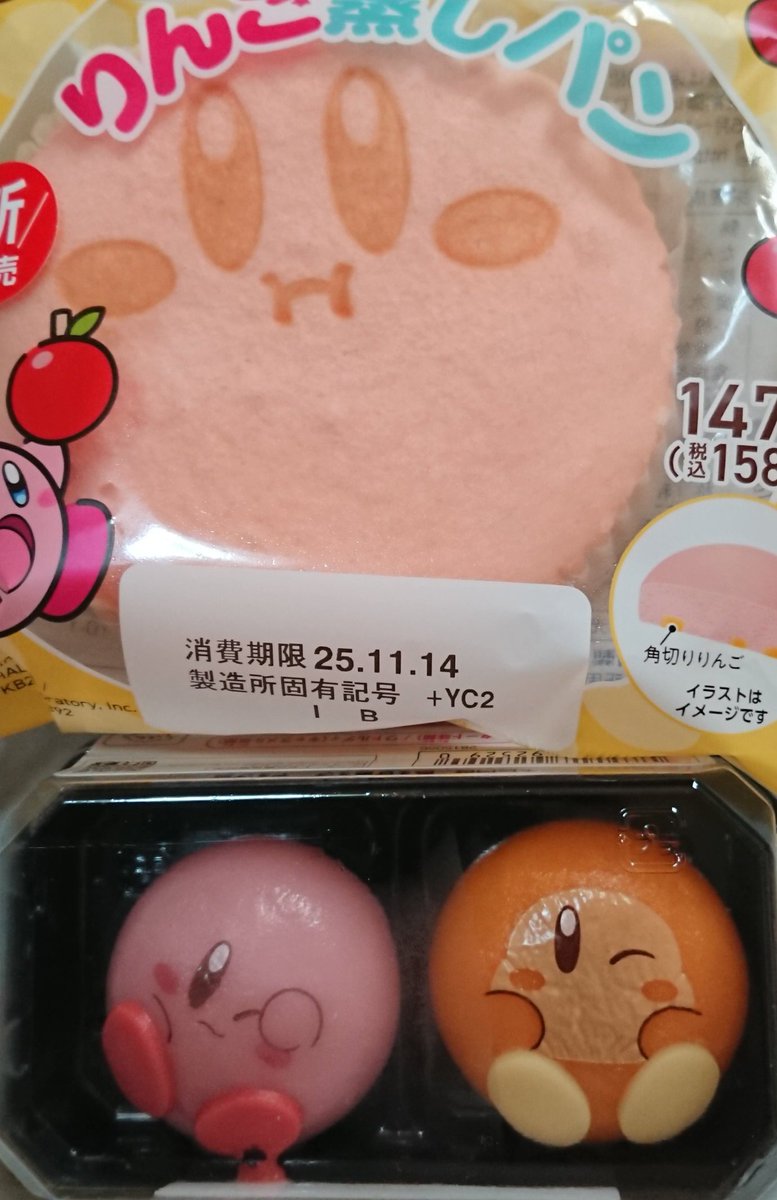 りんご蒸しパン
新
売
147
(税込158
角切りりんご
イラストは
イメージです
消費期限 25.11.14
製造所固有記号 +YC2
I B
ratory, Inc.